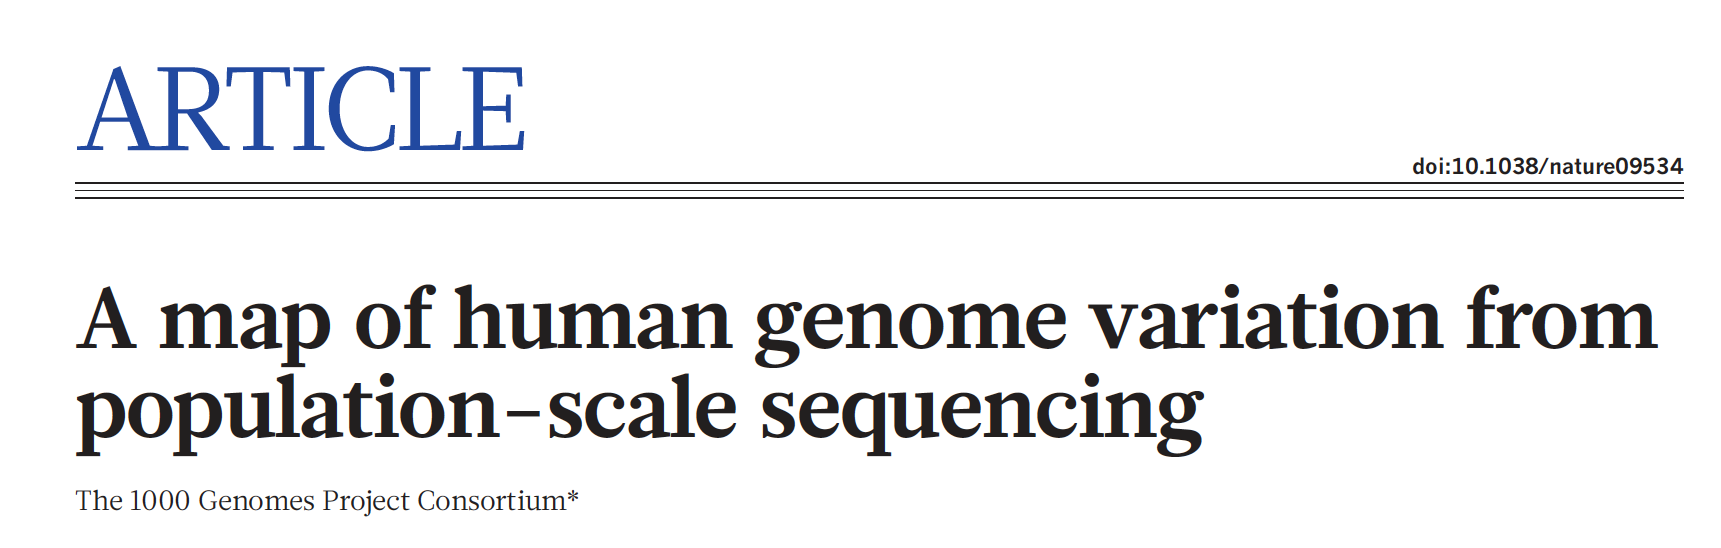 ARTICLE
doi:10.1038/nature09534
A map of human genome variation from
population-scale sequencing
The 1000 Genomes Project Consortium*